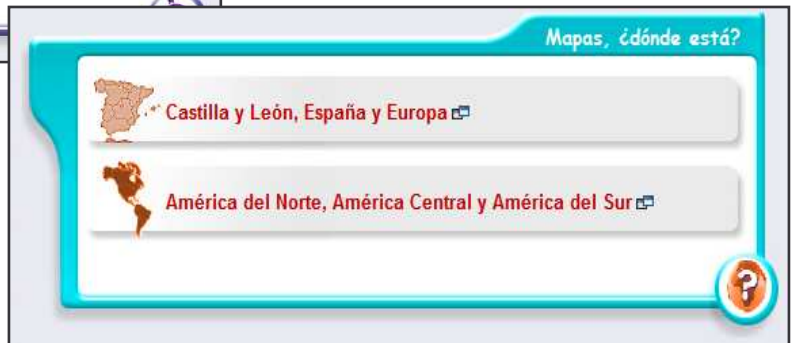 Mapas, ¿dónde está?
Castilla y León, España y Europa
América del Norte, América Central y América del Sur
?